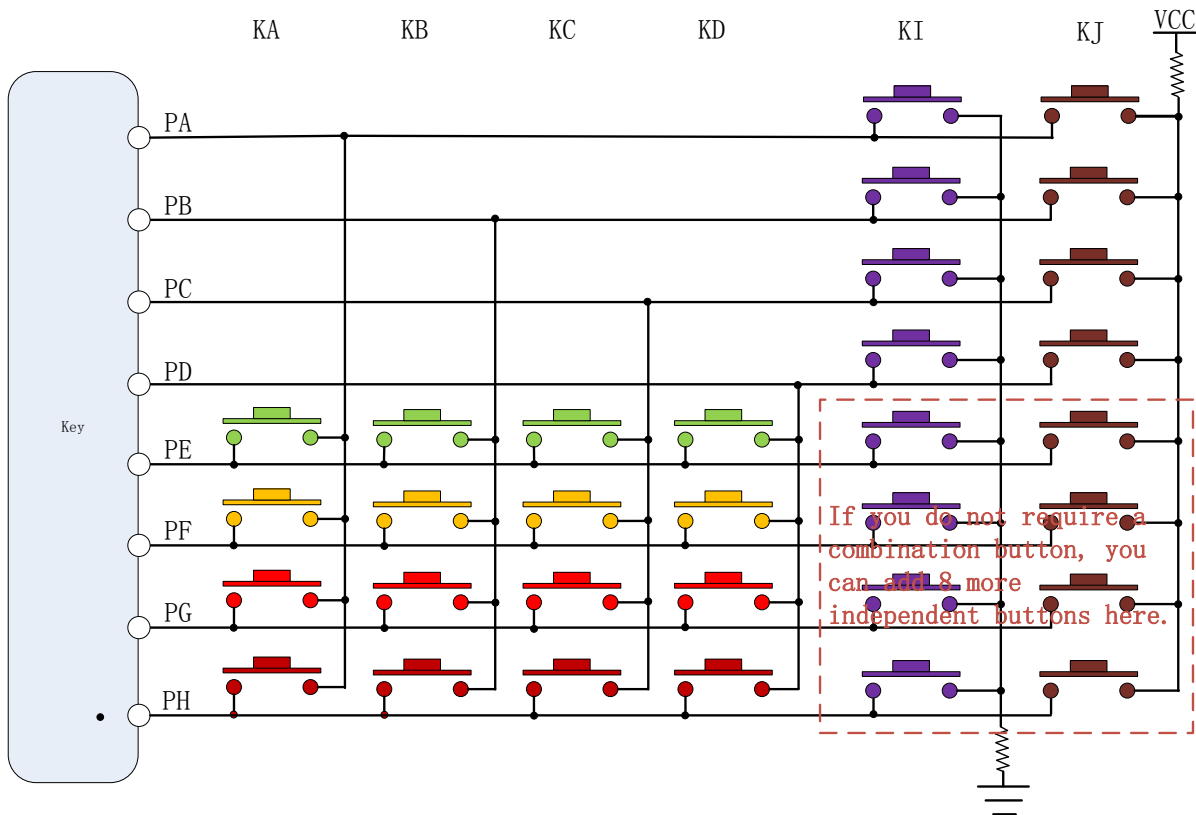 KA KB KC KD KI KJ VCC
PA
PB
PC
PD
Key
PE
PF
PG
PH
If you do not require a
combination button, you
can add 8 more
independent buttons here.